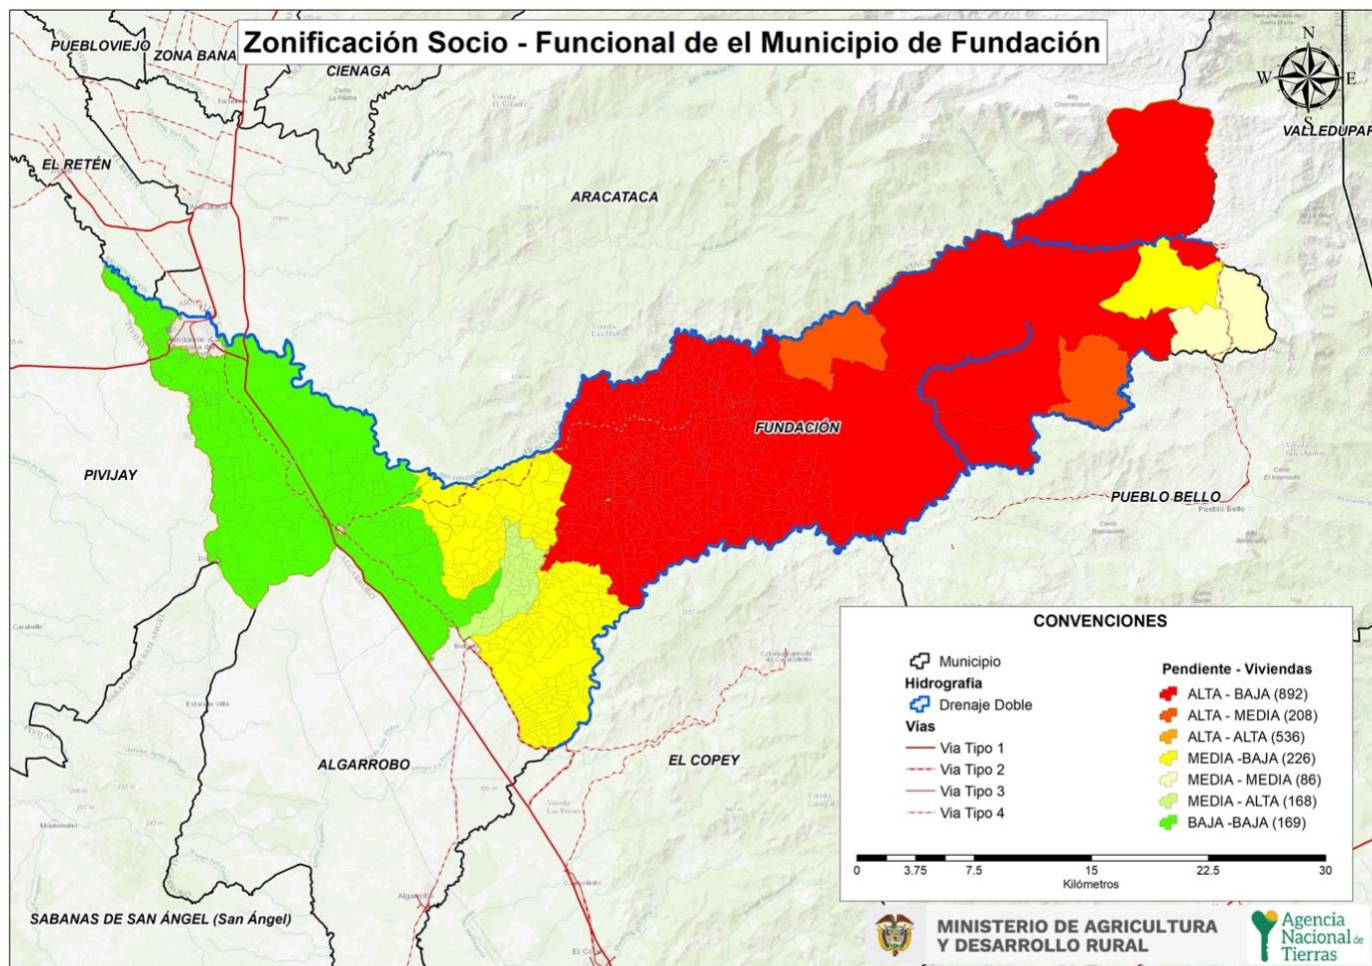 Zonificación Socio - Funcional de el Municipio de Fundación
PUEBLOVIEJO
ZONA BANA
CIENAGA
N
W
E
S
VALLEDUPAR
EL RETÉN
ARACATACA
FUNDACIÓN
PIVIJAY
PUEBLO BELLO
Pueblo Bello
ALGARROBO
EL COPEY
SABANAS DE SAN ÁNGEL (San Ángel)
Algarrobo
CONVENCIONES
Municipio
Hidrografia
Drenaje Doble
Vías
Via Tipo 1
Via Tipo 2
Via Tipo 3
Via Tipo 4
Pendiente - Viviendas
ALTA - BAJA (892)
ALTA - MEDIA (208)
ALTA - ALTA (536)
MEDIA -BAJA (226)
MEDIA - MEDIA (86)
MEDIA - ALTA (168)
BAJA -BAJA (169)
0 3.75 7.5 15 22.5 30
Kilómetros
MINISTERIO DE AGRICULTURA
Y DESARROLLO RURAL
Agencia
Nacional de
Tierras